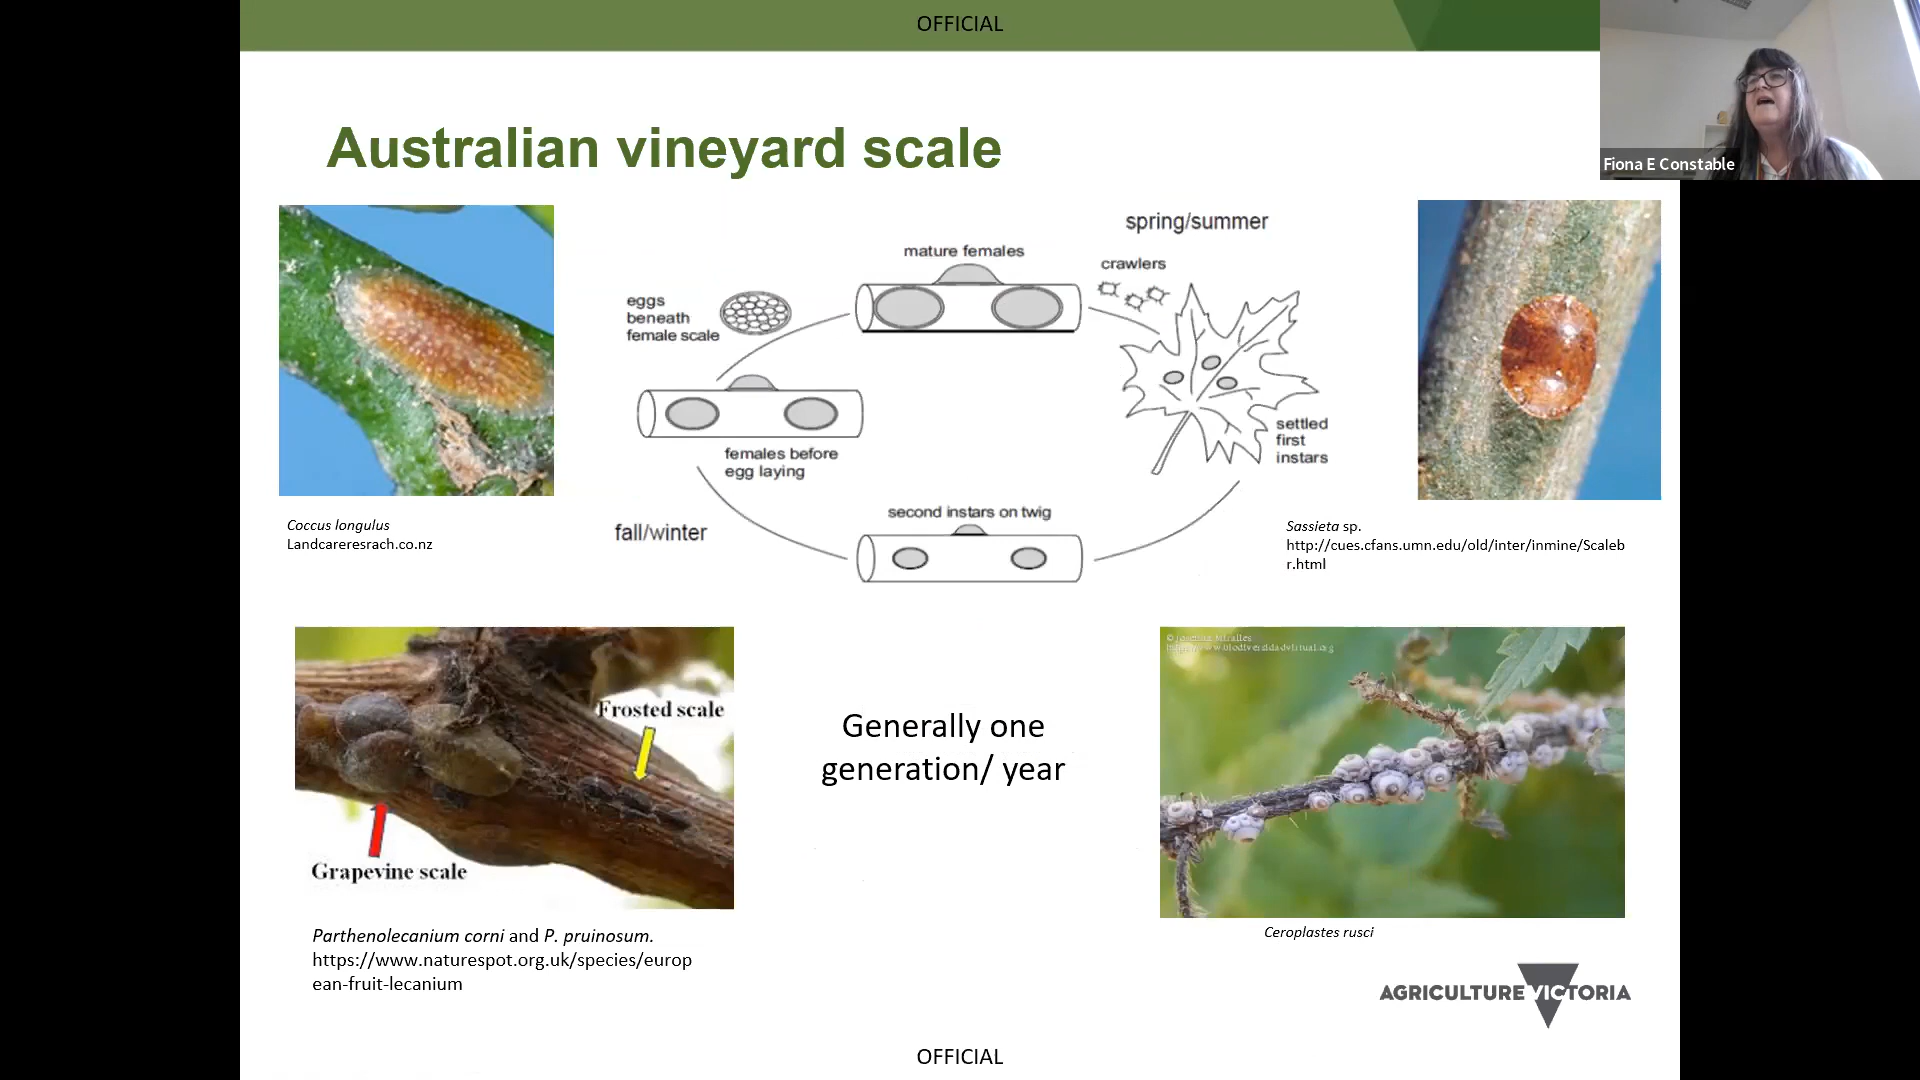 OFFICIAL
Fiona E Constable
Australian vineyard scale
spring/summer
mature females
crawlers
eggs
beneath
female scale
settled
first
instars
females before
egg laying
second instars on twig
fall/winter
Coccus longulus
Landcareresrach.co.nz
Sassieta sp.
http://cues.cfans.umn.edu/old/inter/inmine/Scaleb
r.html
Frosted scale
Grapevine scale
Generally one
generation/ year
Parthenolecanium corni and P. pruinosum.
https://www.naturespot.org.uk/species/europ
ean-fruit-lecanium
Ceroplastes rusci
AGRICULTURE VICTORIA
OFFICIAL